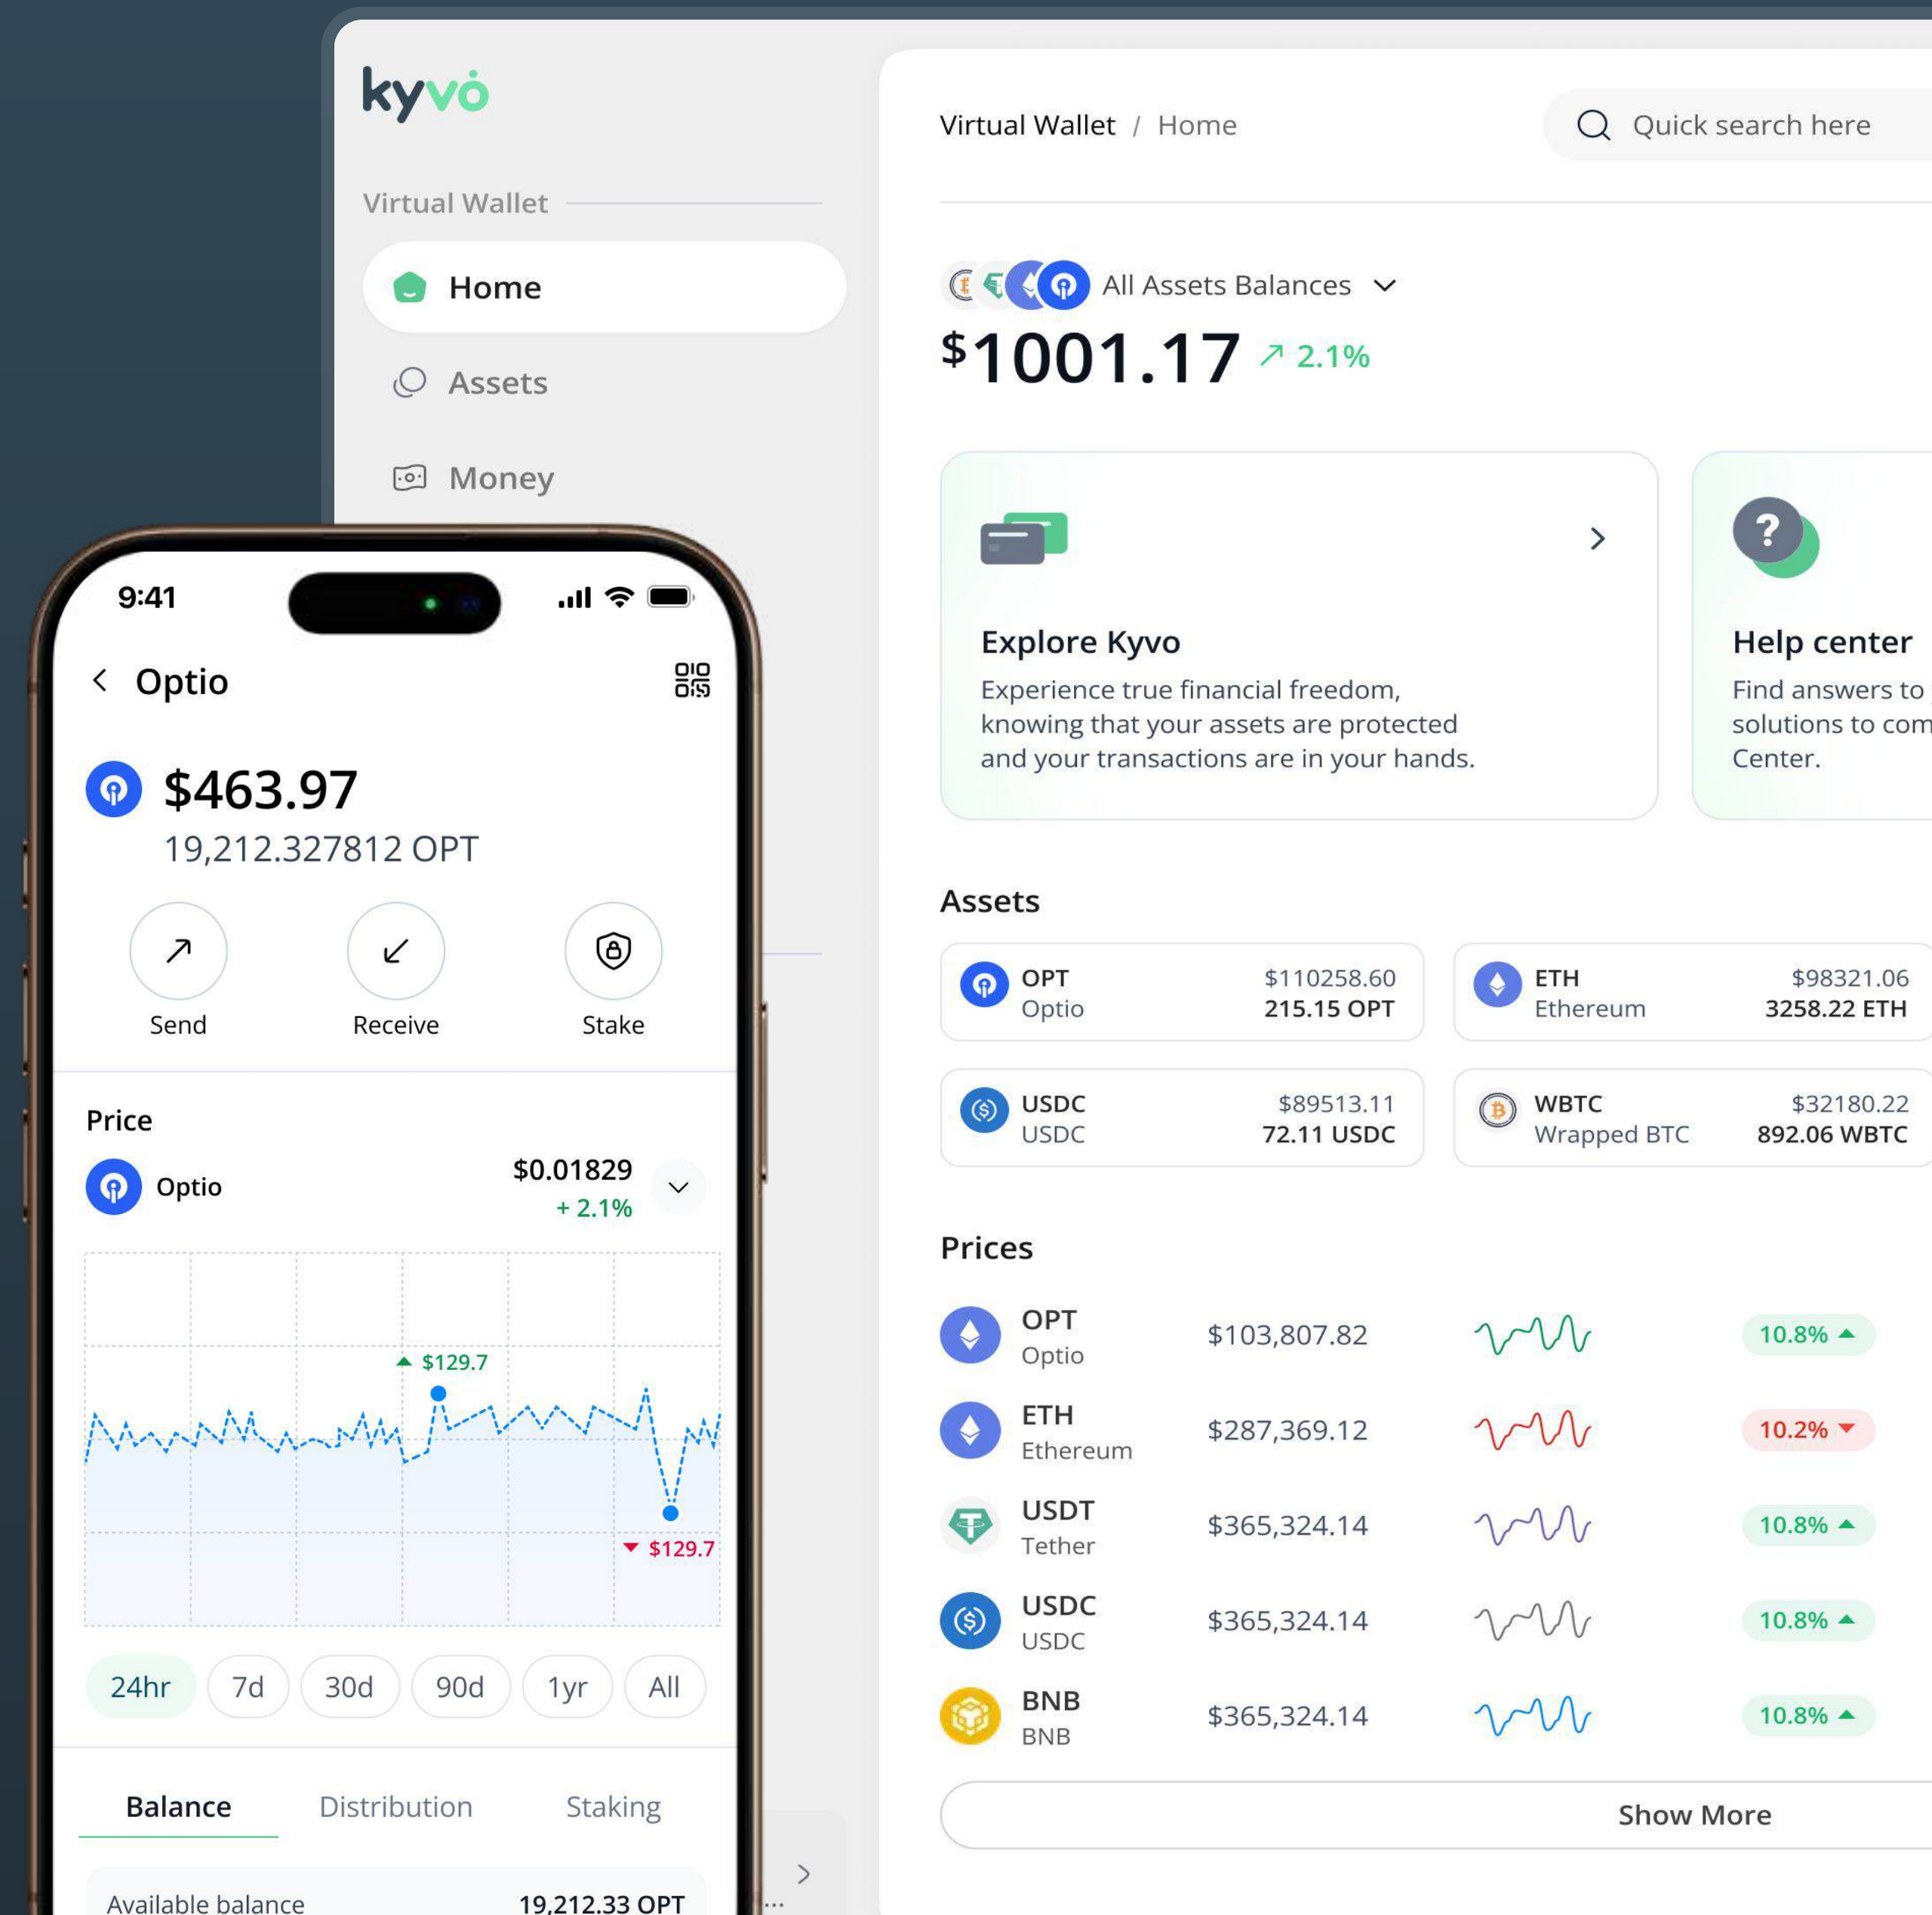 kyvo
Virtual Wallet
Home
Assets
Money
Virtual Wallet / Home
Quick search here
All Assets Balances
$1001.17 2.1%
Explore Kyvo
Experience true financial freedom,
knowing that your assets are protected
and your transactions are in your hands.
Help center
Find answers to
solutions to com
Center.
Assets
OPT $110258.60
Optio 215.15 OPT
ETH $98321.06
Ethereum 3258.22 ETH
USDC $89513.11
USDC 72.11 USDC
WBTC $32180.22
Wrapped BTC 892.06 WBTC
Prices
OPT
Optio
$103,807.82
10.8%
ETH
Ethereum
$287,369.12
10.2%
USDT
Tether
$365,324.14
10.8%
USDC
USDC
$365,324.14
10.8%
BNB
BNB
$365,324.14
10.8%
Show More
...
9:41
Optio
$463.97
19,212.327812 OPT
Send Receive Stake
Price
Optio
$0.01829
+ 2.1%
$129.7
$129.7
24hr 7d 30d 90d 1yr All
Balance Distribution Staking
Available balance 19,212.33 OPT